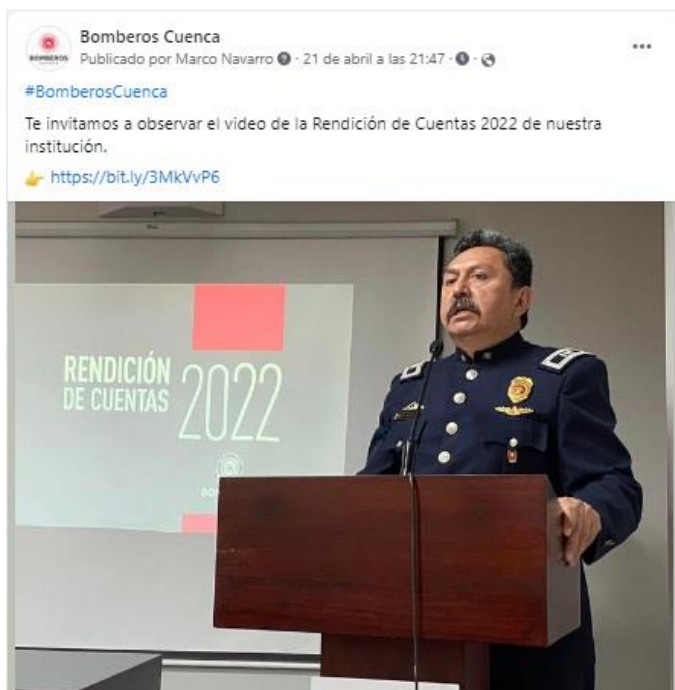 Bomberos Cuenca
Publicado por Marco Navarro · 21 de abril a las 21:47 ·
BOMBEROS
#BomberosCuenca
Te invitamos a observar el video de la Rendición de Cuentas 2022 de nuestra
institución.
https://bit.ly/3MkVvP6
RENDICIÓN
DE CUENTAS
2022